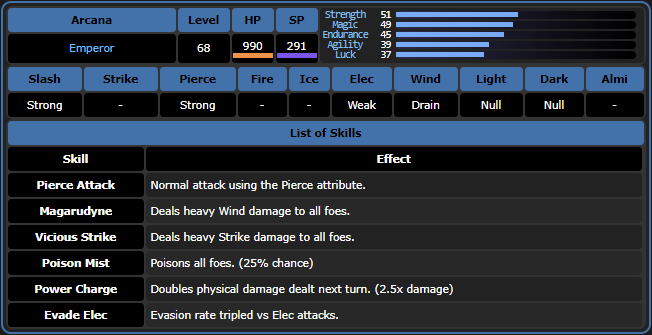 Arcana Level HP SP
Emperor 68 990 291
Strength 51
Magic 49
Endurance 45
Agility 39
Luck 37
Slash Strike Pierce Fire Ice Elec Wind Light Dark Almi
Strong - Strong - - Weak Drain Null Null -
List of Skills
Skill Effect
Pierce Attack Normal attack using the Pierce attribute.
Magarudyne Deals heavy Wind damage to all foes.
Vicious Strike Deals heavy Strike damage to all foes.
Poison Mist Poisons all foes. (25% chance)
Power Charge Doubles physical damage dealt next turn. (2.5x damage)
Evade Elec Evasion rate tripled vs Elec attacks.